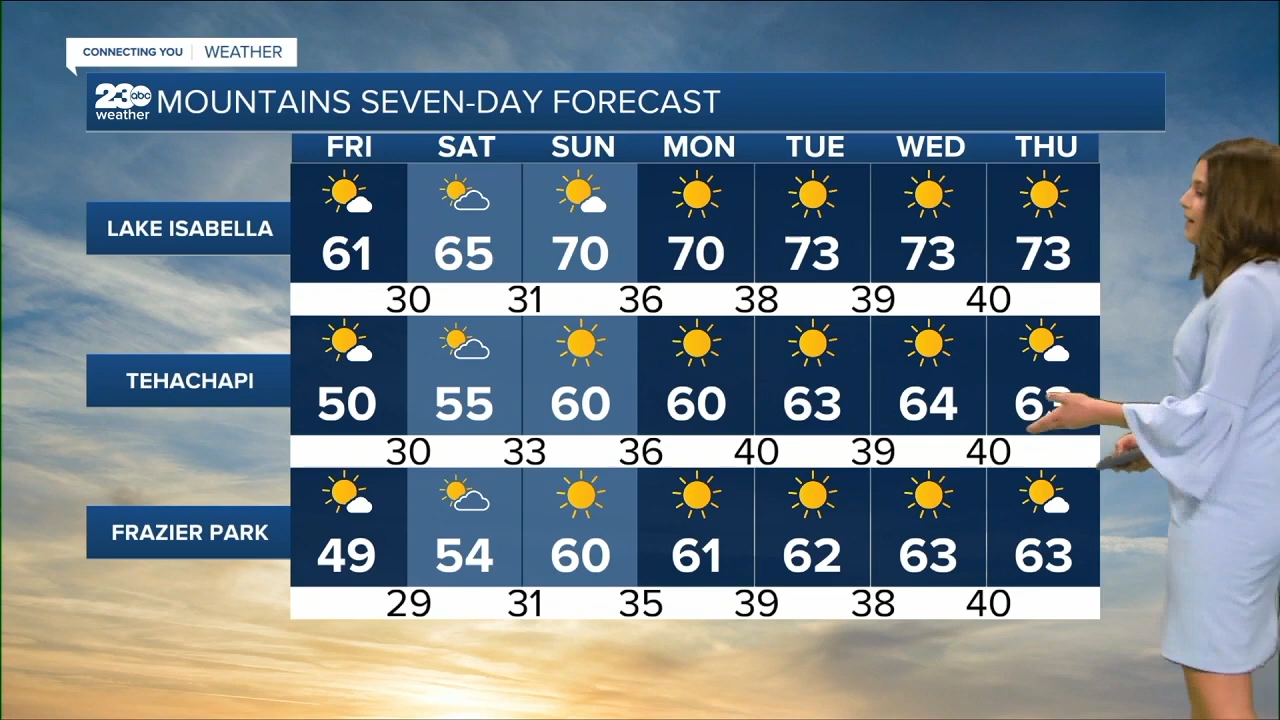 CONNECTING YOU WEATHER
23 abc
weather
MOUNTAINS SEVEN-DAY FORECAST
FRI SAT SUN MON TUE WED THU
LAKE ISABELLA
61 65 70 70 73 73 73
30 31 36 38 39 40
TEHACHAPI
50 55 60 60 63 64 63
30 33 36 40 39 40
FRAZIER PARK
49 54 60 61 62 63 63
29 31 35 39 38 40